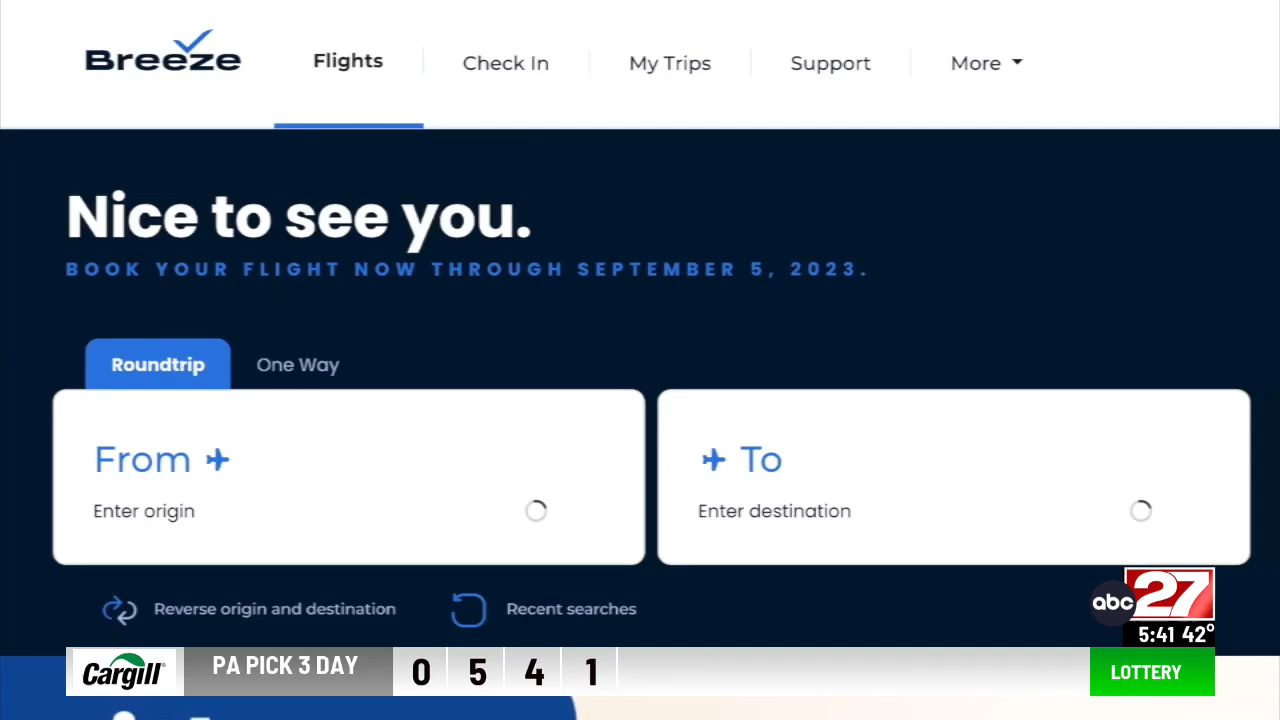 Breeze
Flights
Check In
My Trips
Support
More
Nice to see you.
BOOK YOUR FLIGHT NOW THROUGH SEPTEMBER 5, 2023.
Roundtrip
One Way
From
Enter origin
To
Enter destination
Reverse origin and destination
Recent searches
abc 27
5:41 42°
Cargill
PA PICK 3 DAY
0 5 4 1
LOTTERY